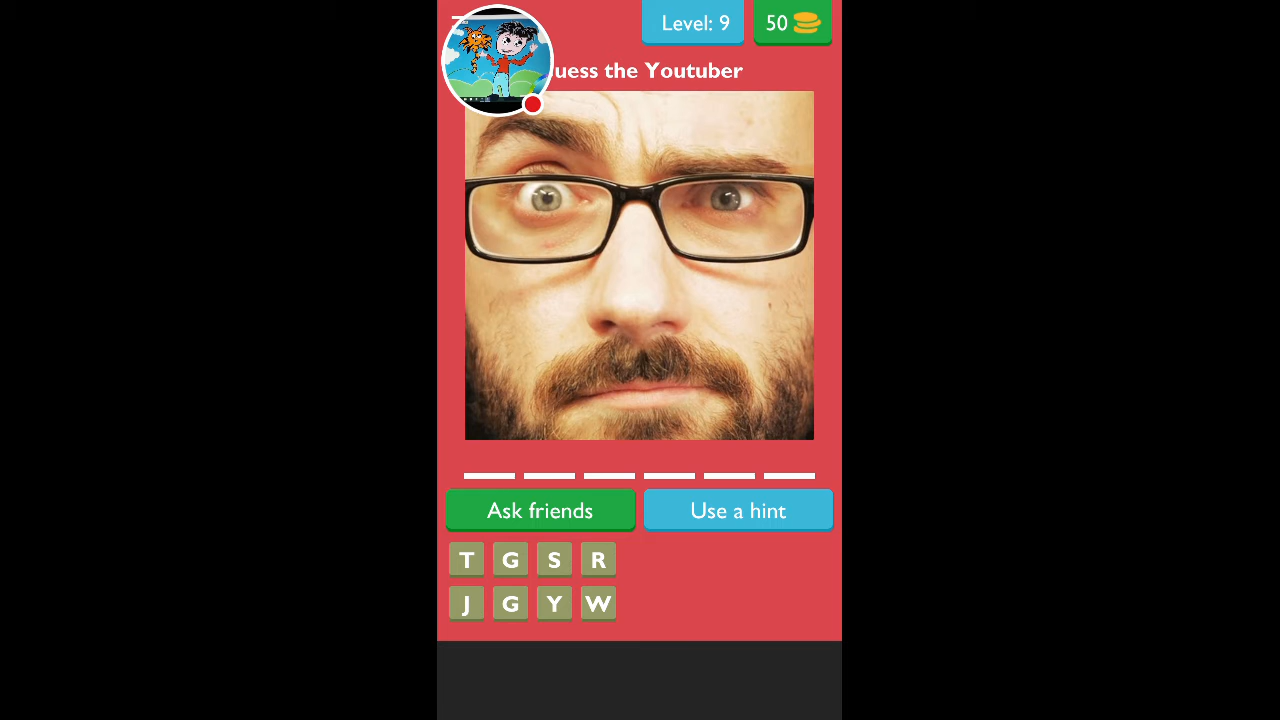 Level: 9
50
uess the Youtuber
Ask friends
Use a hint
T G S R
J G Y W